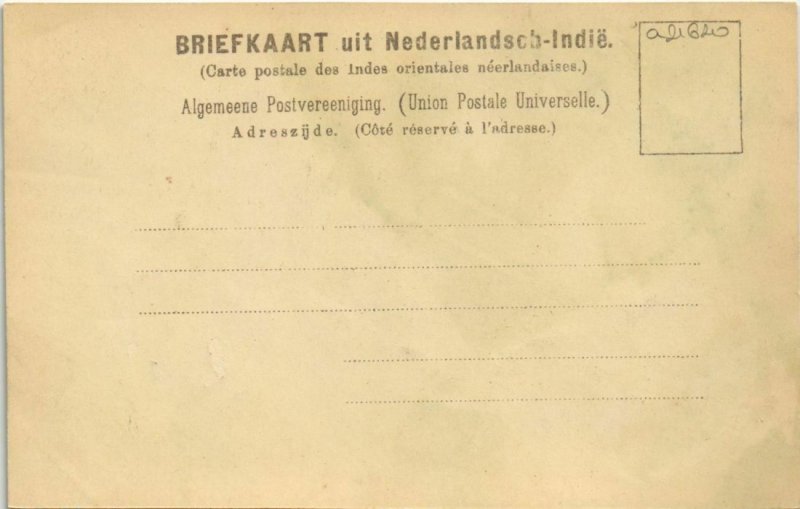 BRIEFKAART uit Nederlandsch-Indië.
(Carte postale des Indes orientales néerlandaises.)
Algemeene Postvereeniging. (Union Postale Universelle.)
Adreszijde. (Côté réservé à l'adresse.)